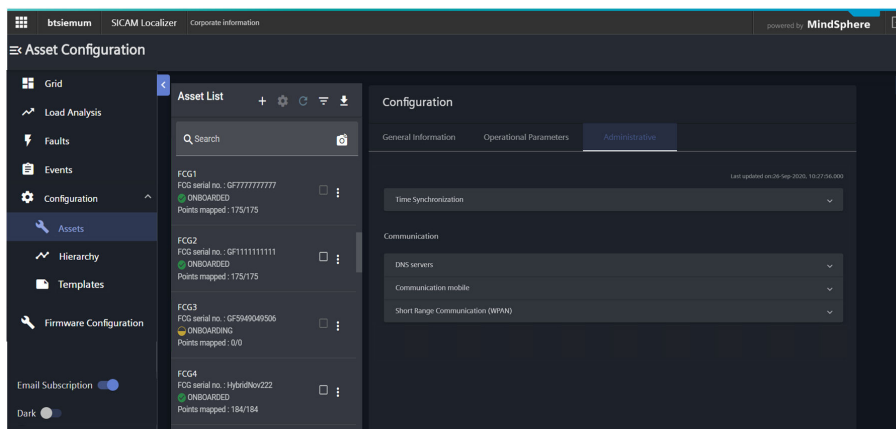 btsiemum SICAM Localizer Corporate information powered by MindSphere
Asset Configuration
Grid
Load Analysis
Faults
Events
Configuration
Assets
Hierarchy
Templates
Firmware Configuration
Email Subscription
Dark
Asset List
Search
FCG1
FCG serial no. : GF7777777777
ONBOARDED
Points mapped : 175/175
FCG2
FCG serial no. : GF1111111111
ONBOARDED
Points mapped : 175/175
FCG3
FCG serial no. : GF5949049506
ONBOARDING
Points mapped : 0/0
FCG4
FCG serial no. : HybridNov222
ONBOARDED
Points mapped : 184/184
Configuration
General Information Operational Parameters Administrative
Last updated on:26-Sep-2020, 10:27:56.000
Time Synchronization
Communication
DNS servers
Communication mobile
Short Range Communication (WPAN)